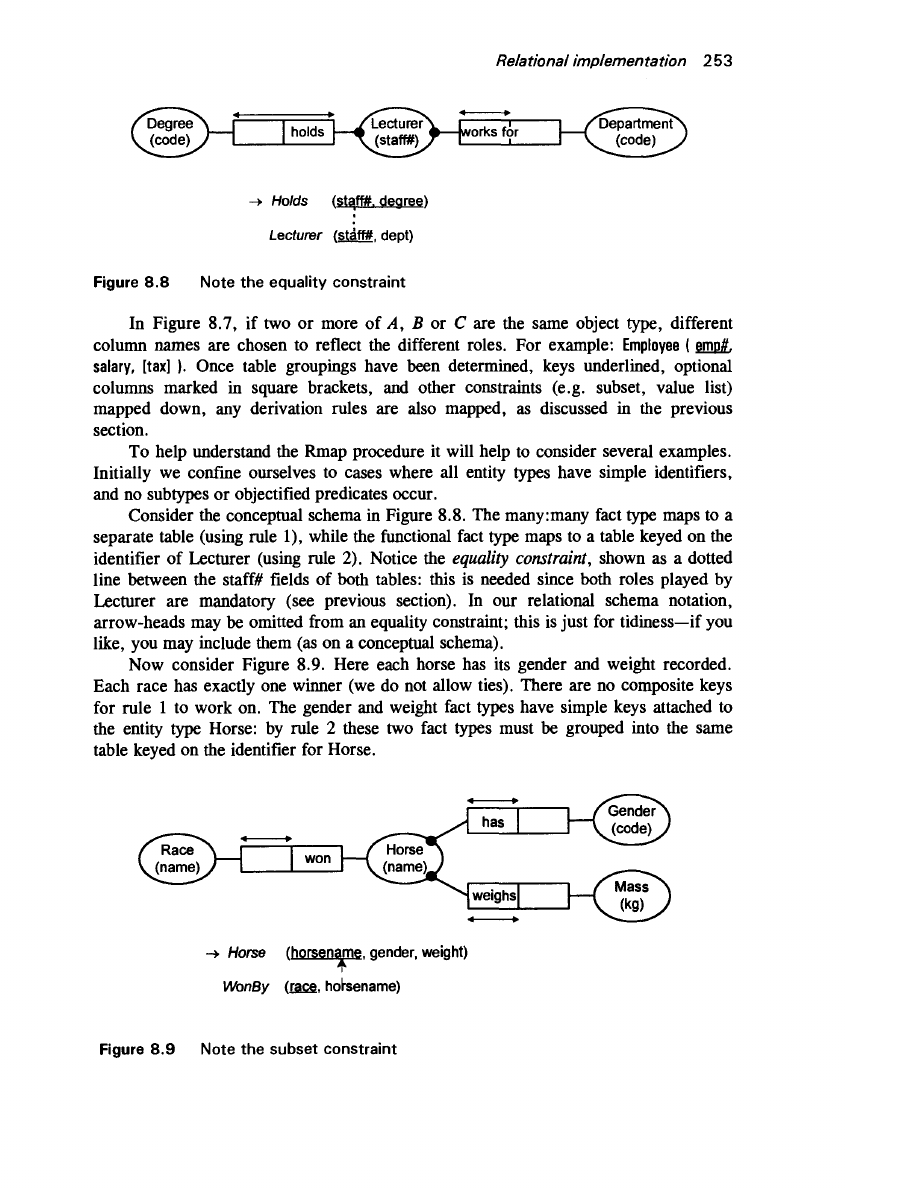 Relational implementation 253
Degree (code) holds Lecturer (staff#) works for Department (code)
→ Holds (staff#, degree)
Lecturer (staff#, dept)
Figure 8.8 Note the equality constraint
In Figure 8.7, if two or more of A, B or C are the same object type, different
column names are chosen to reflect the different roles. For example: Employee ( emp#,
salary, [tax] ). Once table groupings have been determined, keys underlined, optional
columns marked in square brackets, and other constraints (e.g. subset, value list)
mapped down, any derivation rules are also mapped, as discussed in the previous
section.
To help understand the Rmap procedure it will help to consider several examples.
Initially we confine ourselves to cases where all entity types have simple identifiers,
and no subtypes or objectified predicates occur.
Consider the conceptual schema in Figure 8.8. The many:many fact type maps to a
separate table (using rule 1), while the functional fact type maps to a table keyed on the
identifier of Lecturer (using rule 2). Notice the equality constraint, shown as a dotted
line between the staff# fields of both tables: this is needed since both roles played by
Lecturer are mandatory (see previous section). In our relational schema notation,
arrow-heads may be omitted from an equality constraint; this is just for tidiness—if you
like, you may include them (as on a conceptual schema).
Now consider Figure 8.9. Here each horse has its gender and weight recorded.
Each race has exactly one winner (we do not allow ties). There are no composite keys
for rule 1 to work on. The gender and weight fact types have simple keys attached to
the entity type Horse: by rule 2 these two fact types must be grouped into the same
table keyed on the identifier for Horse.
has Gender (code)
Race (name) won Horse (name)
weighs Mass (kg)
→ Horse (horsename, gender, weight)
WonBy (race, horsename)
Figure 8.9 Note the subset constraint